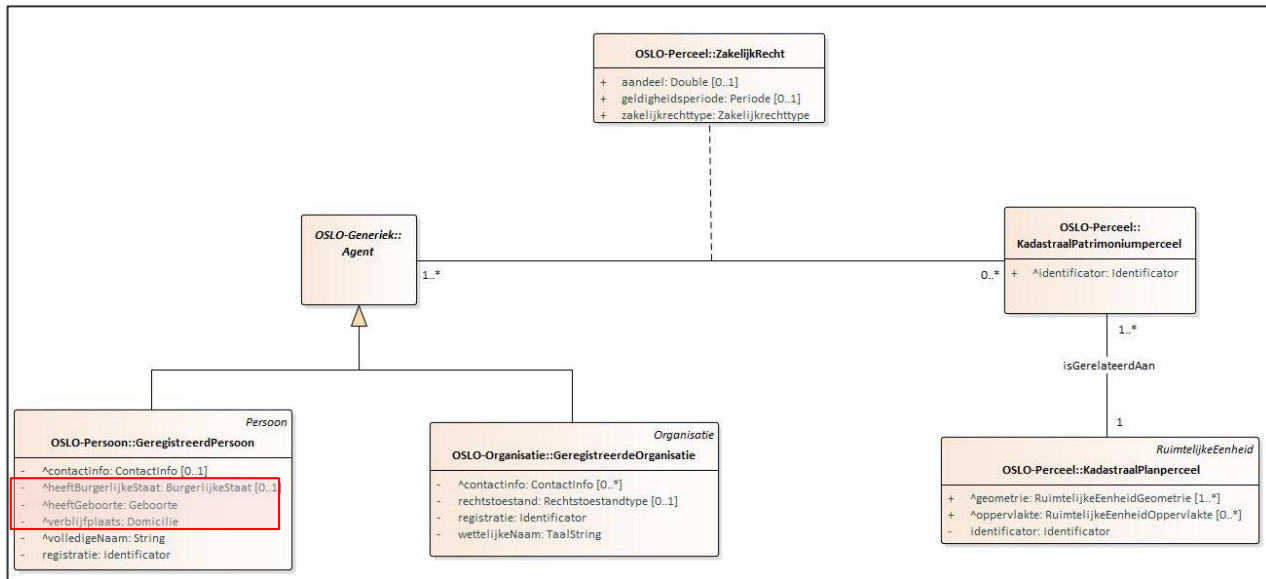 OSLO-Perceel::ZakelijkRecht
+ aandeel: Double [0..1]
+ geldigheidsperiode: Periode [0..1]
+ zakelijkrechttype: Zakelijkrechttype
OSLO-Generiek::
Agent
1..*
0..*
OSLO-Perceel::
KadastraalPatrimoniumperceel
+ ^identificator: Identificator
1..*
isGerelateerdAan
1
Persoon
OSLO-Persoon::GeregistreerdPersoon
- ^contactinfo: ContactInfo [0..1]
- ^heeftBurgerlijkeStaat: BurgerlijkeStaat [0..1]
- ^heeftGeboorte: Geboorte
- ^verblijfplaats: Domicilie
- ^volledigeNaam: String
- registratie: Identificator
Organisatie
OSLO-Organisatie::GeregistreerdeOrganisatie
- ^contactinfo: ContactInfo [0..*]
- rechtstoestand: Rechtstoestandtype [0..1]
- registratie: Identificator
- wettelijkeNaam: TaalString
RuimtelijkeEenheid
OSLO-Perceel::KadastraalPlanperceel
+ ^geometrie: RuimtelijkeEenheidGeometrie [1..*]
+ ^oppervlakte: RuimtelijkeEenheidOppervlakte [0..*]
- identificator: Identificator